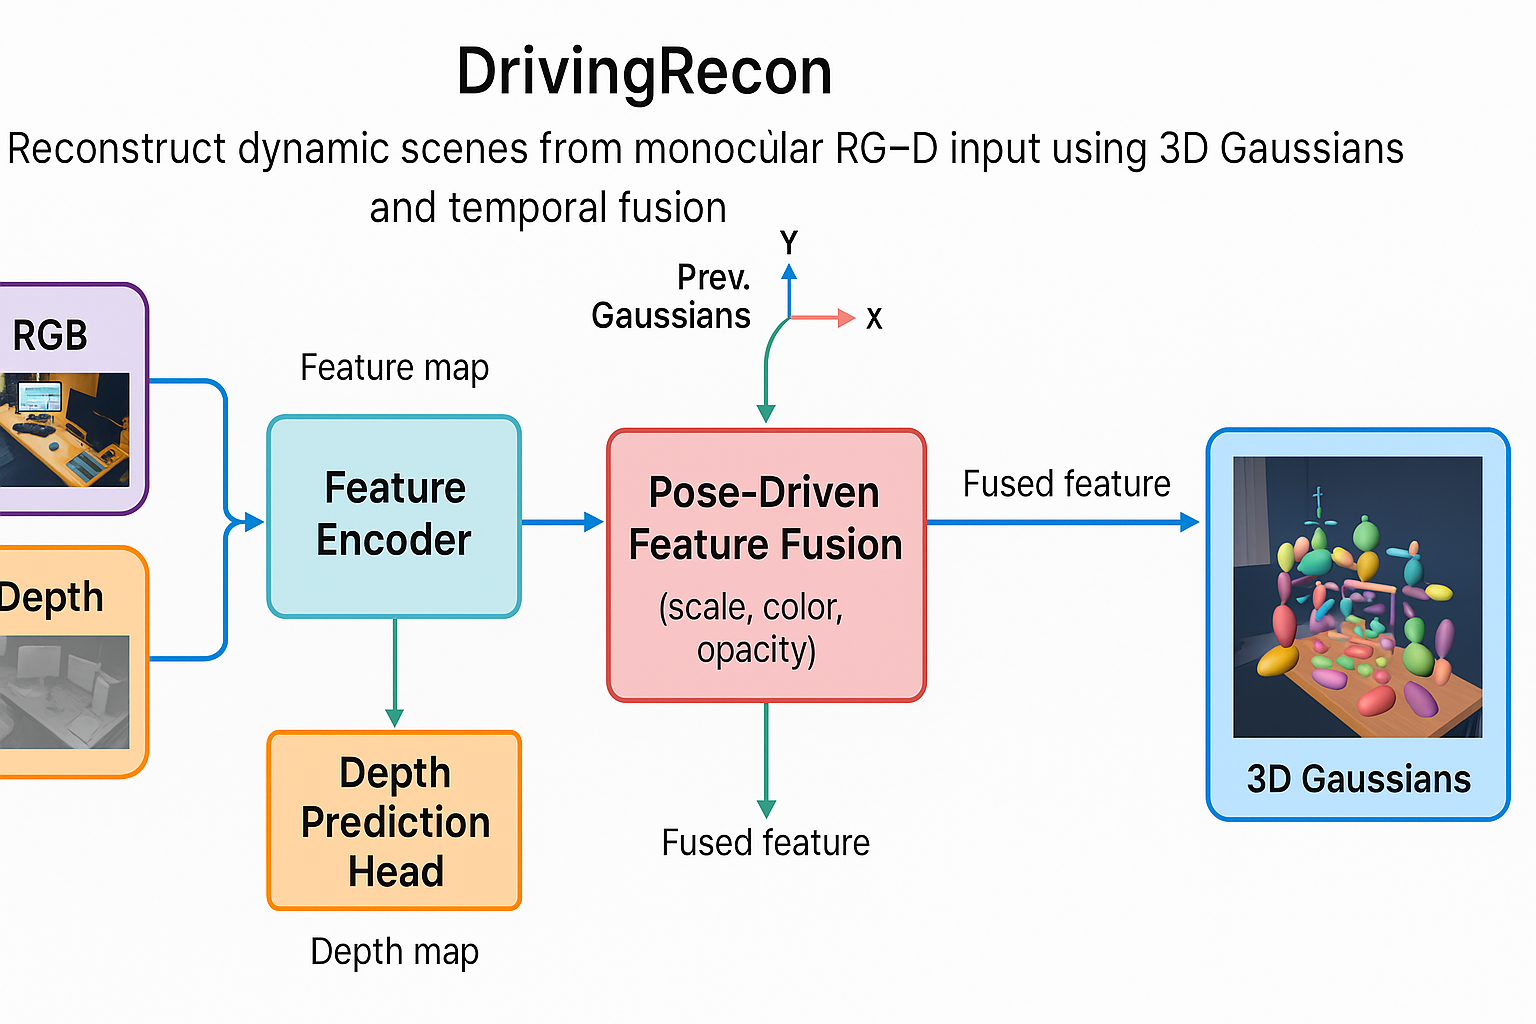 DrivingRecon
Reconstruct dynamic scenes from monocùlar RG–D input using 3D Gaussians
and temporal fusion
Y
Prev.
Gaussians
X
RGB
Feature map
Feature
Encoder
Pose-Driven
Feature Fusion
(scale, color,
opacity)
Fused feature
Depth
Depth
Prediction
Head
Depth map
Fused feature
3D Gaussians